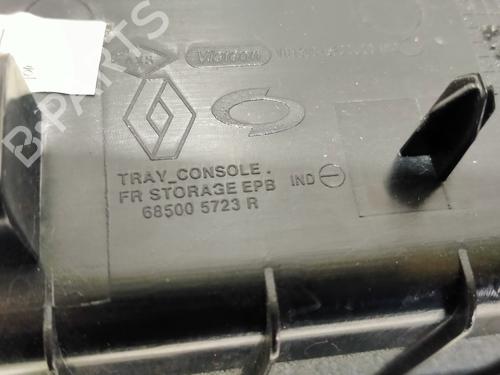 Visteon
TRAY_CONSOLE.
FR STORAGE EPB
IND
68500 5723 R
B-PARTS